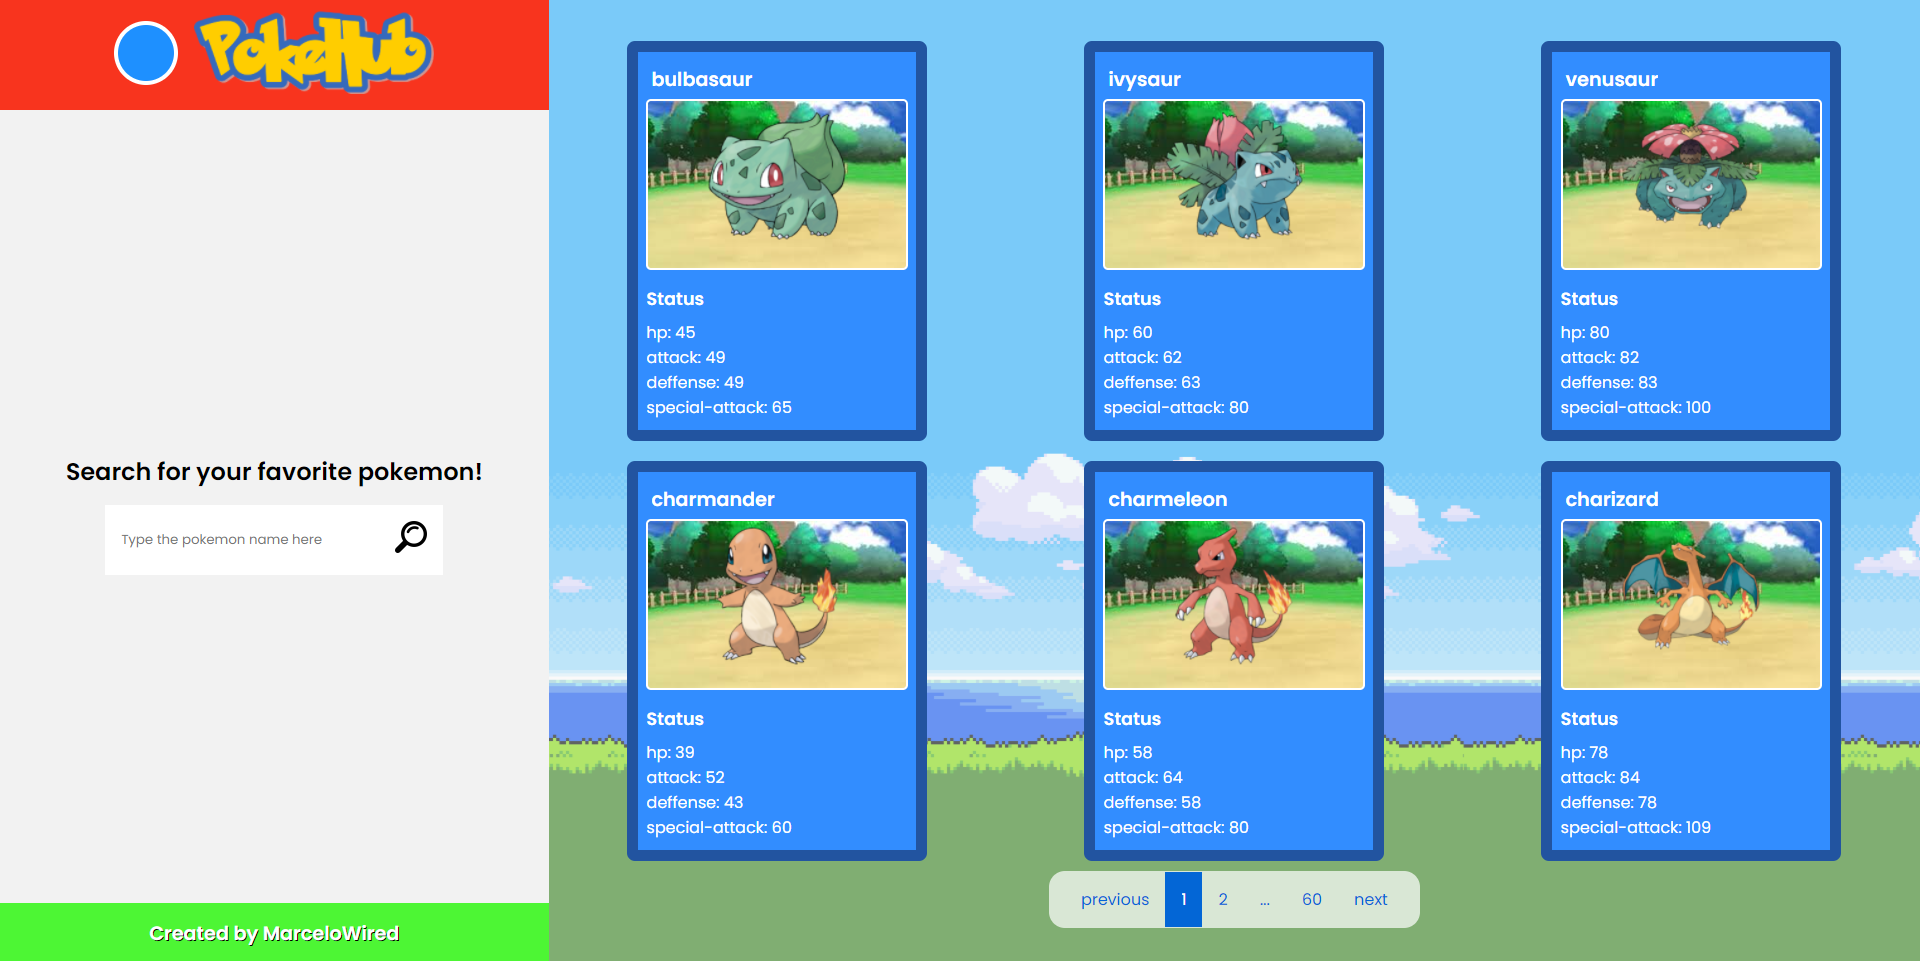 PokeHub
Search for your favorite pokemon!
Type the pokemon name here
Created by MarceloWired
bulbasaur
Status
hp: 45
attack: 49
deffense: 49
special-attack: 65
ivysaur
Status
hp: 60
attack: 62
deffense: 63
special-attack: 80
venusaur
Status
hp: 80
attack: 82
deffense: 83
special-attack: 100
charmander
Status
hp: 39
attack: 52
deffense: 43
special-attack: 60
charmeleon
Status
hp: 58
attack: 64
deffense: 58
special-attack: 80
charizard
Status
hp: 78
attack: 84
deffense: 78
special-attack: 109
previous 1 2 ... 60 next